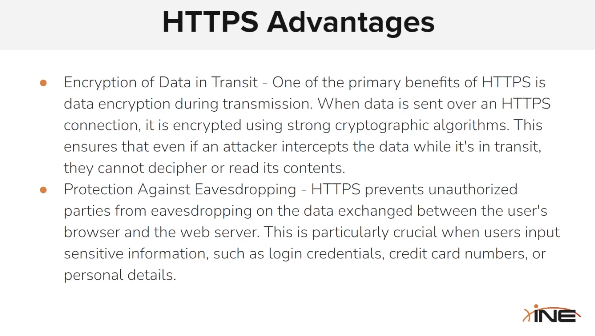 HTTPS Advantages
● Encryption of Data in Transit - One of the primary benefits of HTTPS is
data encryption during transmission. When data is sent over an HTTPS
connection, it is encrypted using strong cryptographic algorithms. This
ensures that even if an attacker intercepts the data while it's in transit,
they cannot decipher or read its contents.
● Protection Against Eavesdropping - HTTPS prevents unauthorized
parties from eavesdropping on the data exchanged between the user's
browser and the web server. This is particularly crucial when users input
sensitive information, such as login credentials, credit card numbers, or
personal details.
INE